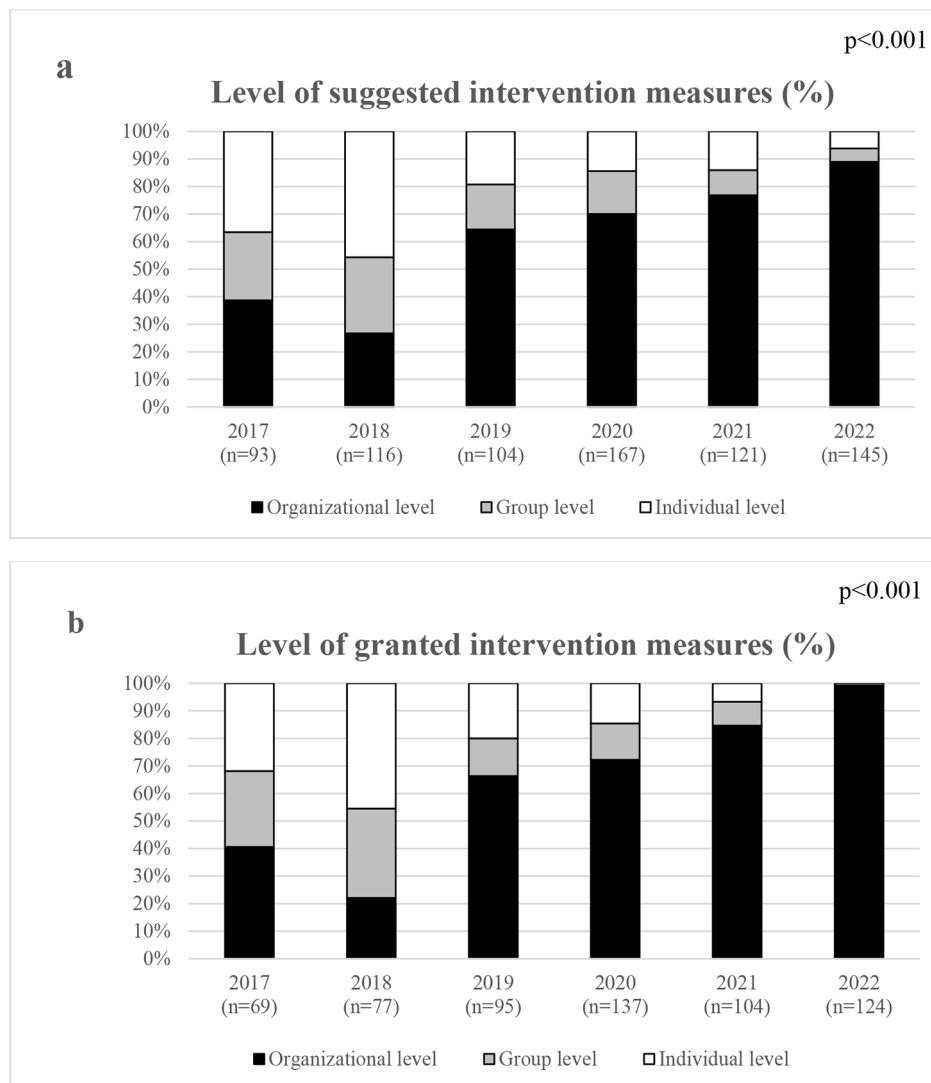 p<0.001
a
Level of suggested intervention measures (%)
100%
90%
80%
70%
60%
50%
40%
30%
20%
10%
0%
2017 2018 2019 2020 2021 2022
(n=93) (n=116) (n=104) (n=167) (n=121) (n=145)
Organizational level Group level Individual level
p<0.001
b
Level of granted intervention measures (%)
100%
90%
80%
70%
60%
50%
40%
30%
20%
10%
0%
2017 2018 2019 2020 2021 2022
(n=69) (n=77) (n=95) (n=137) (n=104) (n=124)
Organizational level Group level Individual level